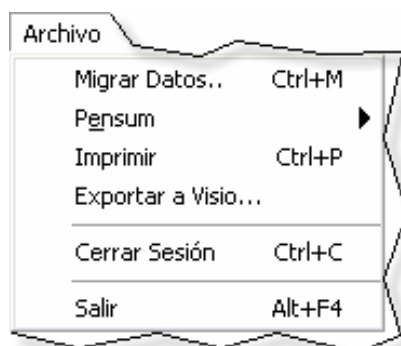 Archivo
Migrar Datos.. Ctrl+M
Pensum
Imprimir Ctrl+P
Exportar a Visio...
Cerrar Sesión Ctrl+C
Salir Alt+F4